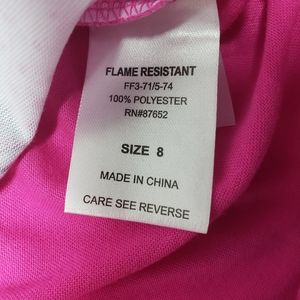 FLAME RESISTANT
FF3-71/5-74
100% POLYESTER
RN#87652
SIZE 8
MADE IN CHINA
CARE SEE REVERSE